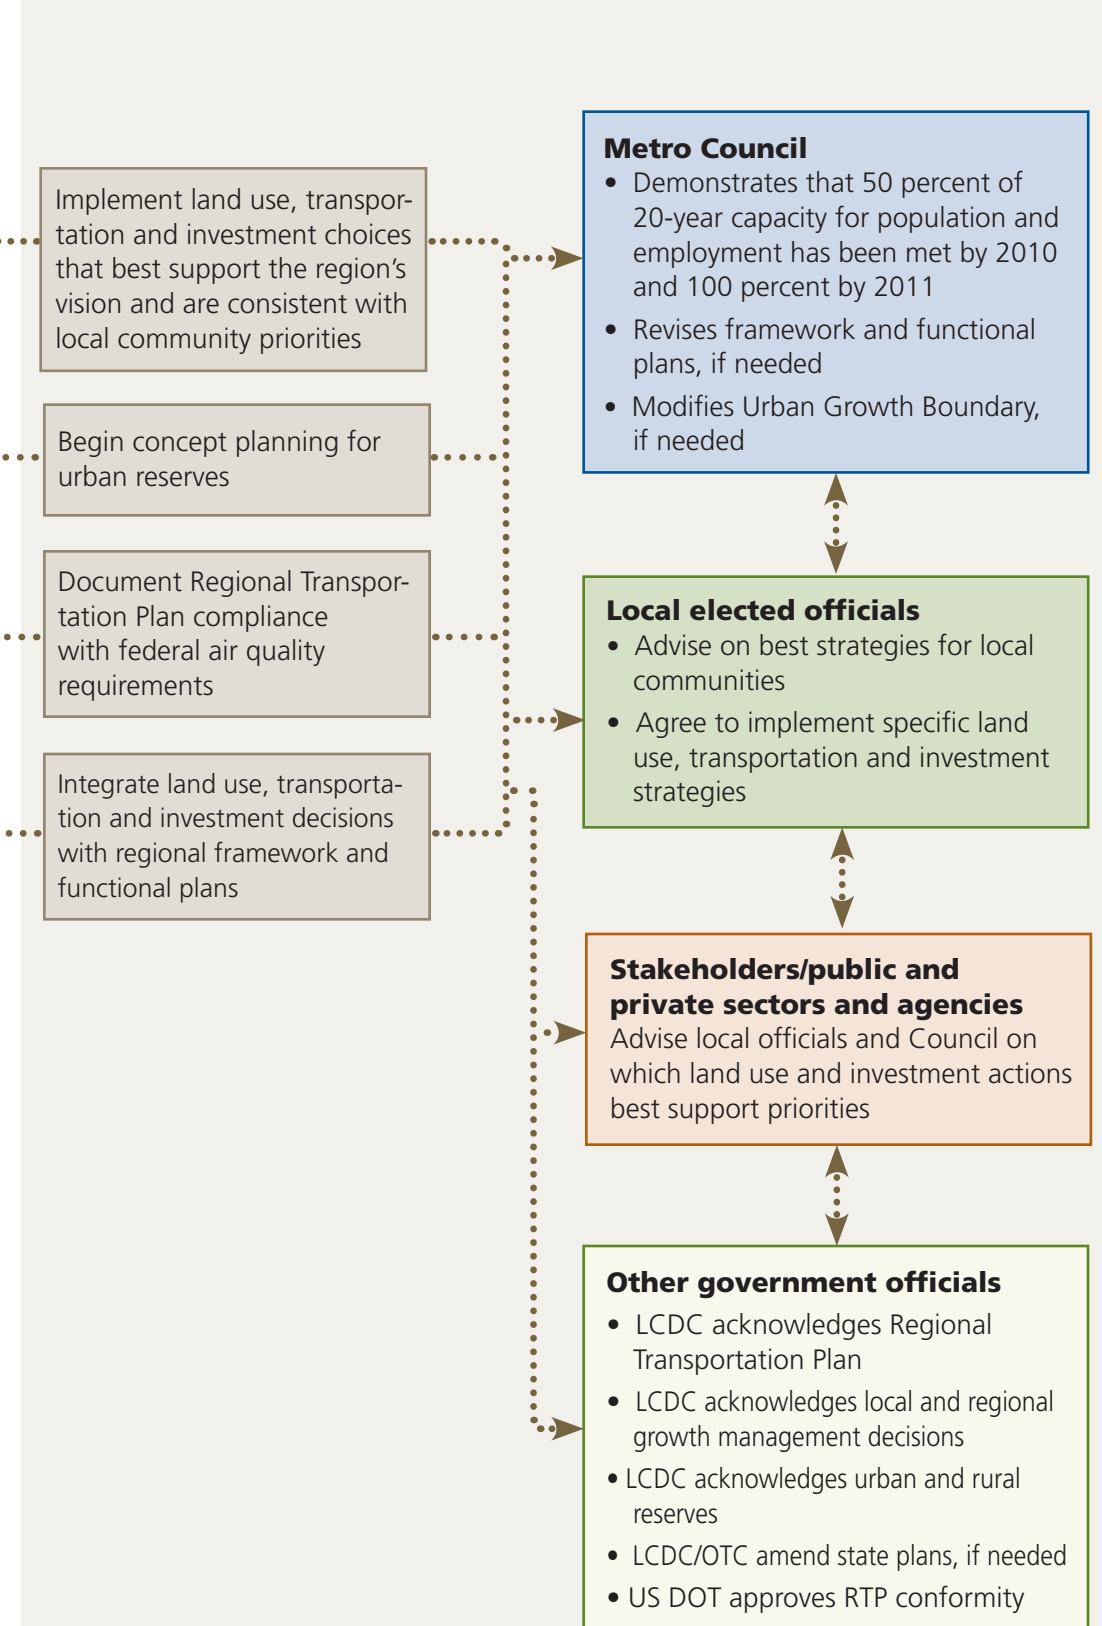 Implement land use, transpor-
tation and investment choices
that best support the region's
vision and are consistent with
local community priorities
Begin concept planning for
urban reserves
Document Regional Transpor-
tation Plan compliance
with federal air quality
requirements
Integrate land use, transporta-
tion and investment decisions
with regional framework and
functional plans
Metro Council
• Demonstrates that 50 percent of
20-year capacity for population and
employment has been met by 2010
and 100 percent by 2011
• Revises framework and functional
plans, if needed
• Modifies Urban Growth Boundary,
if needed
Local elected officials
• Advise on best strategies for local
communities
• Agree to implement specific land
use, transportation and investment
strategies
Stakeholders/public and
private sectors and agencies
Advise local officials and Council on
which land use and investment actions
best support priorities
Other government officials
• LCDC acknowledges Regional
Transportation Plan
• LCDC acknowledges local and regional
growth management decisions
• LCDC acknowledges urban and rural
reserves
• LCDC/OTC amend state plans, if needed
• US DOT approves RTP conformity